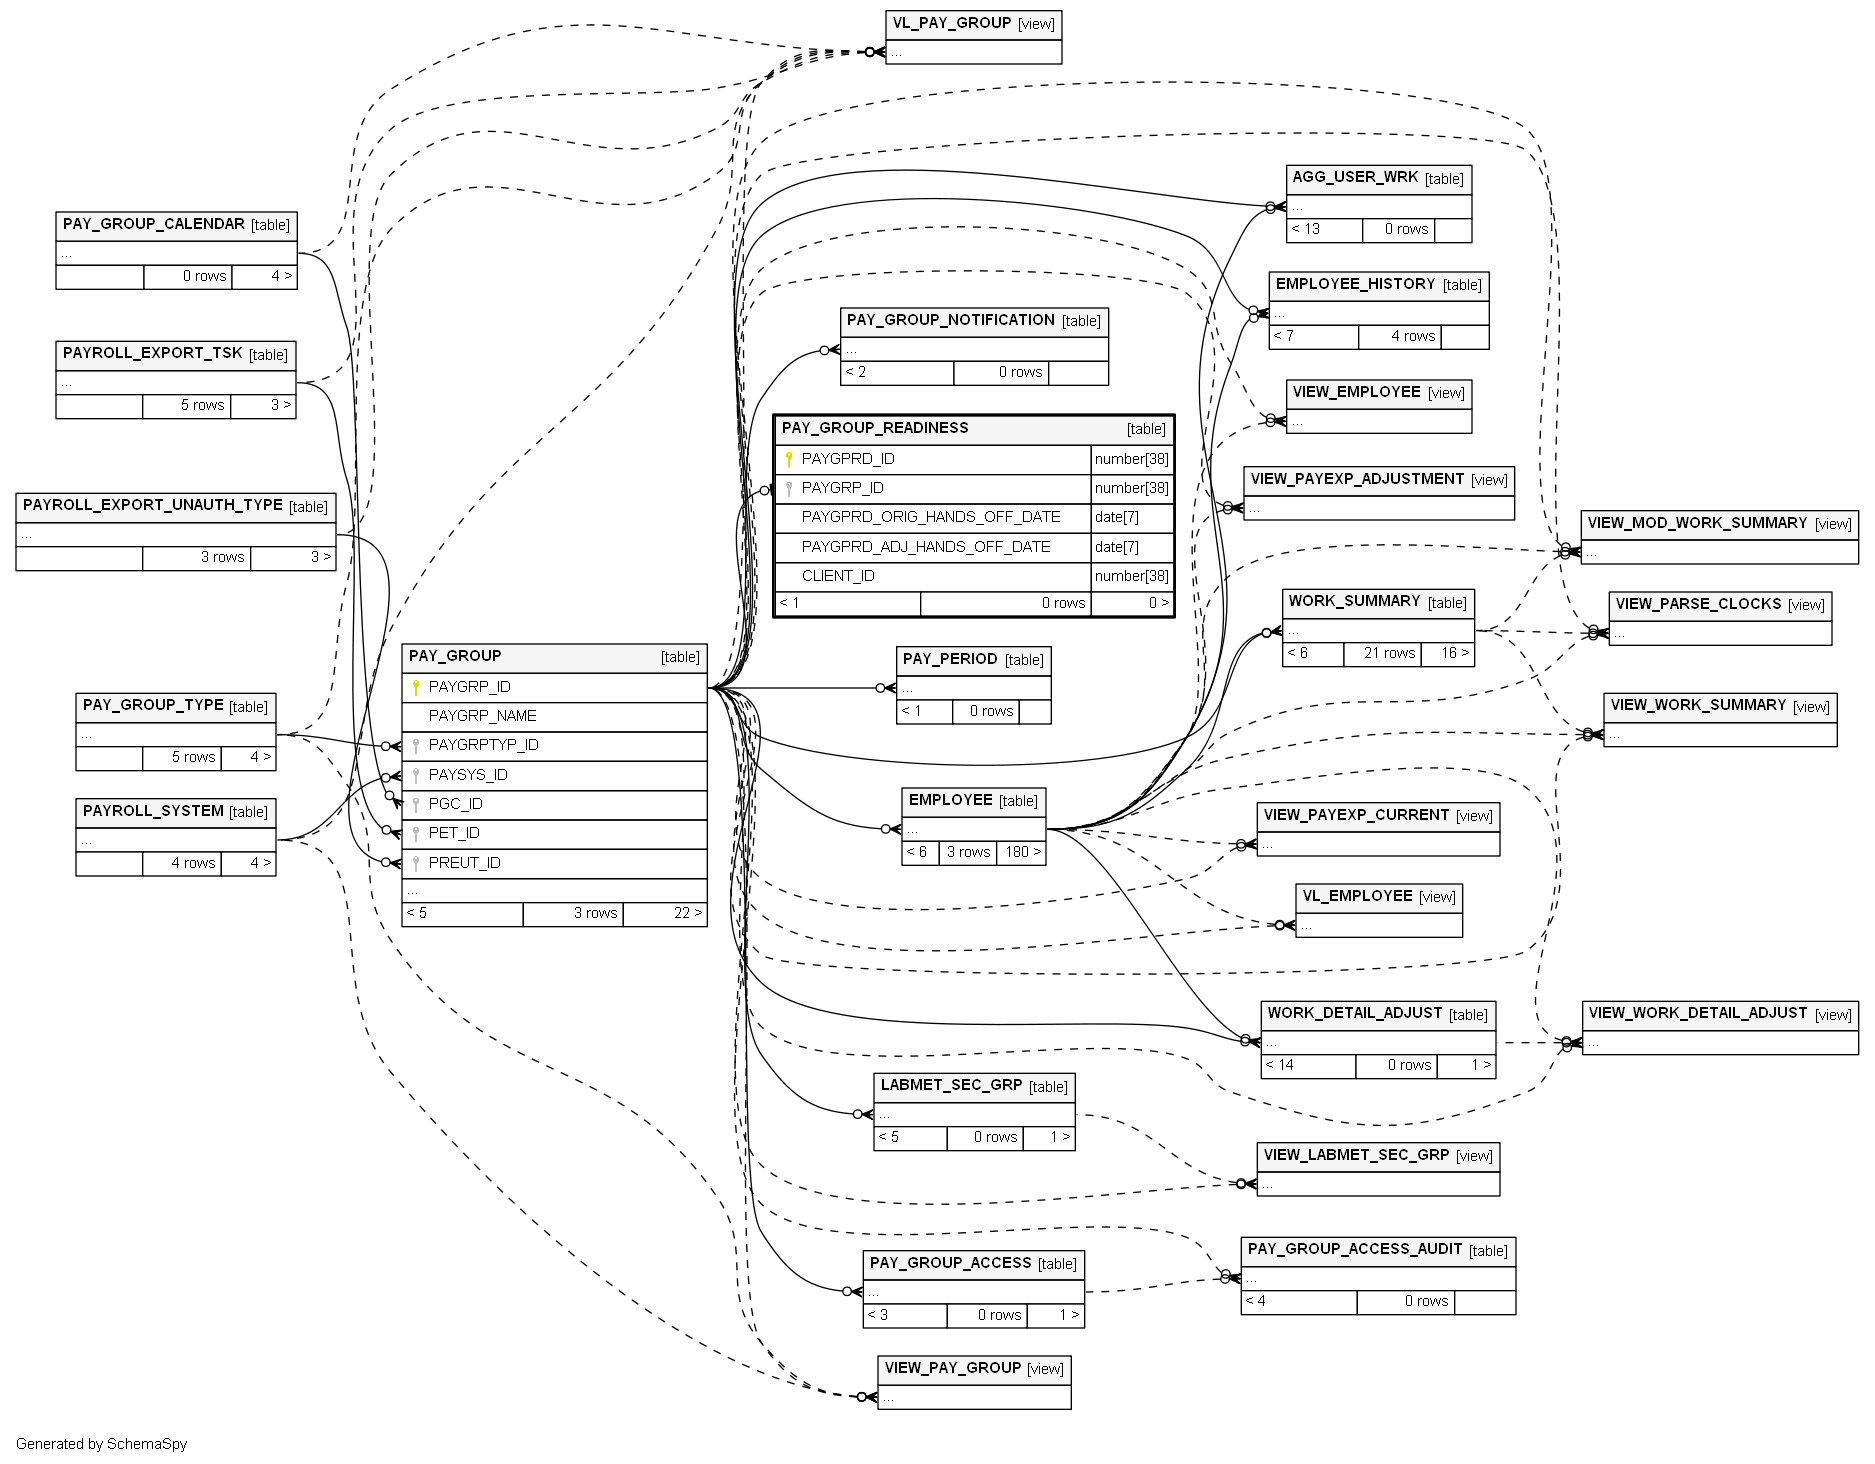 VL_PAY_GROUP [view]
...
AGG_USER_WRK [table]
...
< 13 0 rows
PAY_GROUP_CALENDAR [table]
...
0 rows 4 >
EMPLOYEE_HISTORY [table]
...
< 7 4 rows
PAY_GROUP_NOTIFICATION [table]
...
< 2 0 rows
PAYROLL_EXPORT_TSK [table]
...
5 rows 3 >
VIEW_EMPLOYEE [view]
...
PAY_GROUP_READINESS [table]
PAYGPRD_ID number[38]
PAYGRP_ID number[38]
PAYGPRD_ORIG_HANDS_OFF_DATE date[7]
PAYGPRD_ADJ_HANDS_OFF_DATE date[7]
CLIENT_ID number[38]
< 1 0 rows 0 >
VIEW_PAYEXP_ADJUSTMENT [view]
...
PAYROLL_EXPORT_UNAUTH_TYPE [table]
...
3 rows 3 >
VIEW_MOD_WORK_SUMMARY [view]
...
WORK_SUMMARY [table]
...
< 6 21 rows 16 >
VIEW_PARSE_CLOCKS [view]
...
PAY_GROUP [table]
PAYGRP_ID
PAYGRP_NAME
PAYGRPTYP_ID
PAYSYS_ID
PGC_ID
PET_ID
PREUT_ID
...
< 5 3 rows 22 >
PAY_PERIOD [table]
...
< 1 0 rows
PAY_GROUP_TYPE [table]
...
5 rows 4 >
VIEW_WORK_SUMMARY [view]
...
EMPLOYEE [table]
...
< 6 3 rows 180 >
PAYROLL_SYSTEM [table]
...
4 rows 4 >
VIEW_PAYEXP_CURRENT [view]
...
VL_EMPLOYEE [view]
...
WORK_DETAIL_ADJUST [table]
...
< 14 0 rows 1 >
VIEW_WORK_DETAIL_ADJUST [view]
...
LABMET_SEC_GRP [table]
...
< 5 0 rows 1 >
VIEW_LABMET_SEC_GRP [view]
...
PAY_GROUP_ACCESS_AUDIT [table]
...
< 4 0 rows
PAY_GROUP_ACCESS [table]
...
< 3 0 rows 1 >
VIEW_PAY_GROUP [view]
...
Generated by SchemaSpy